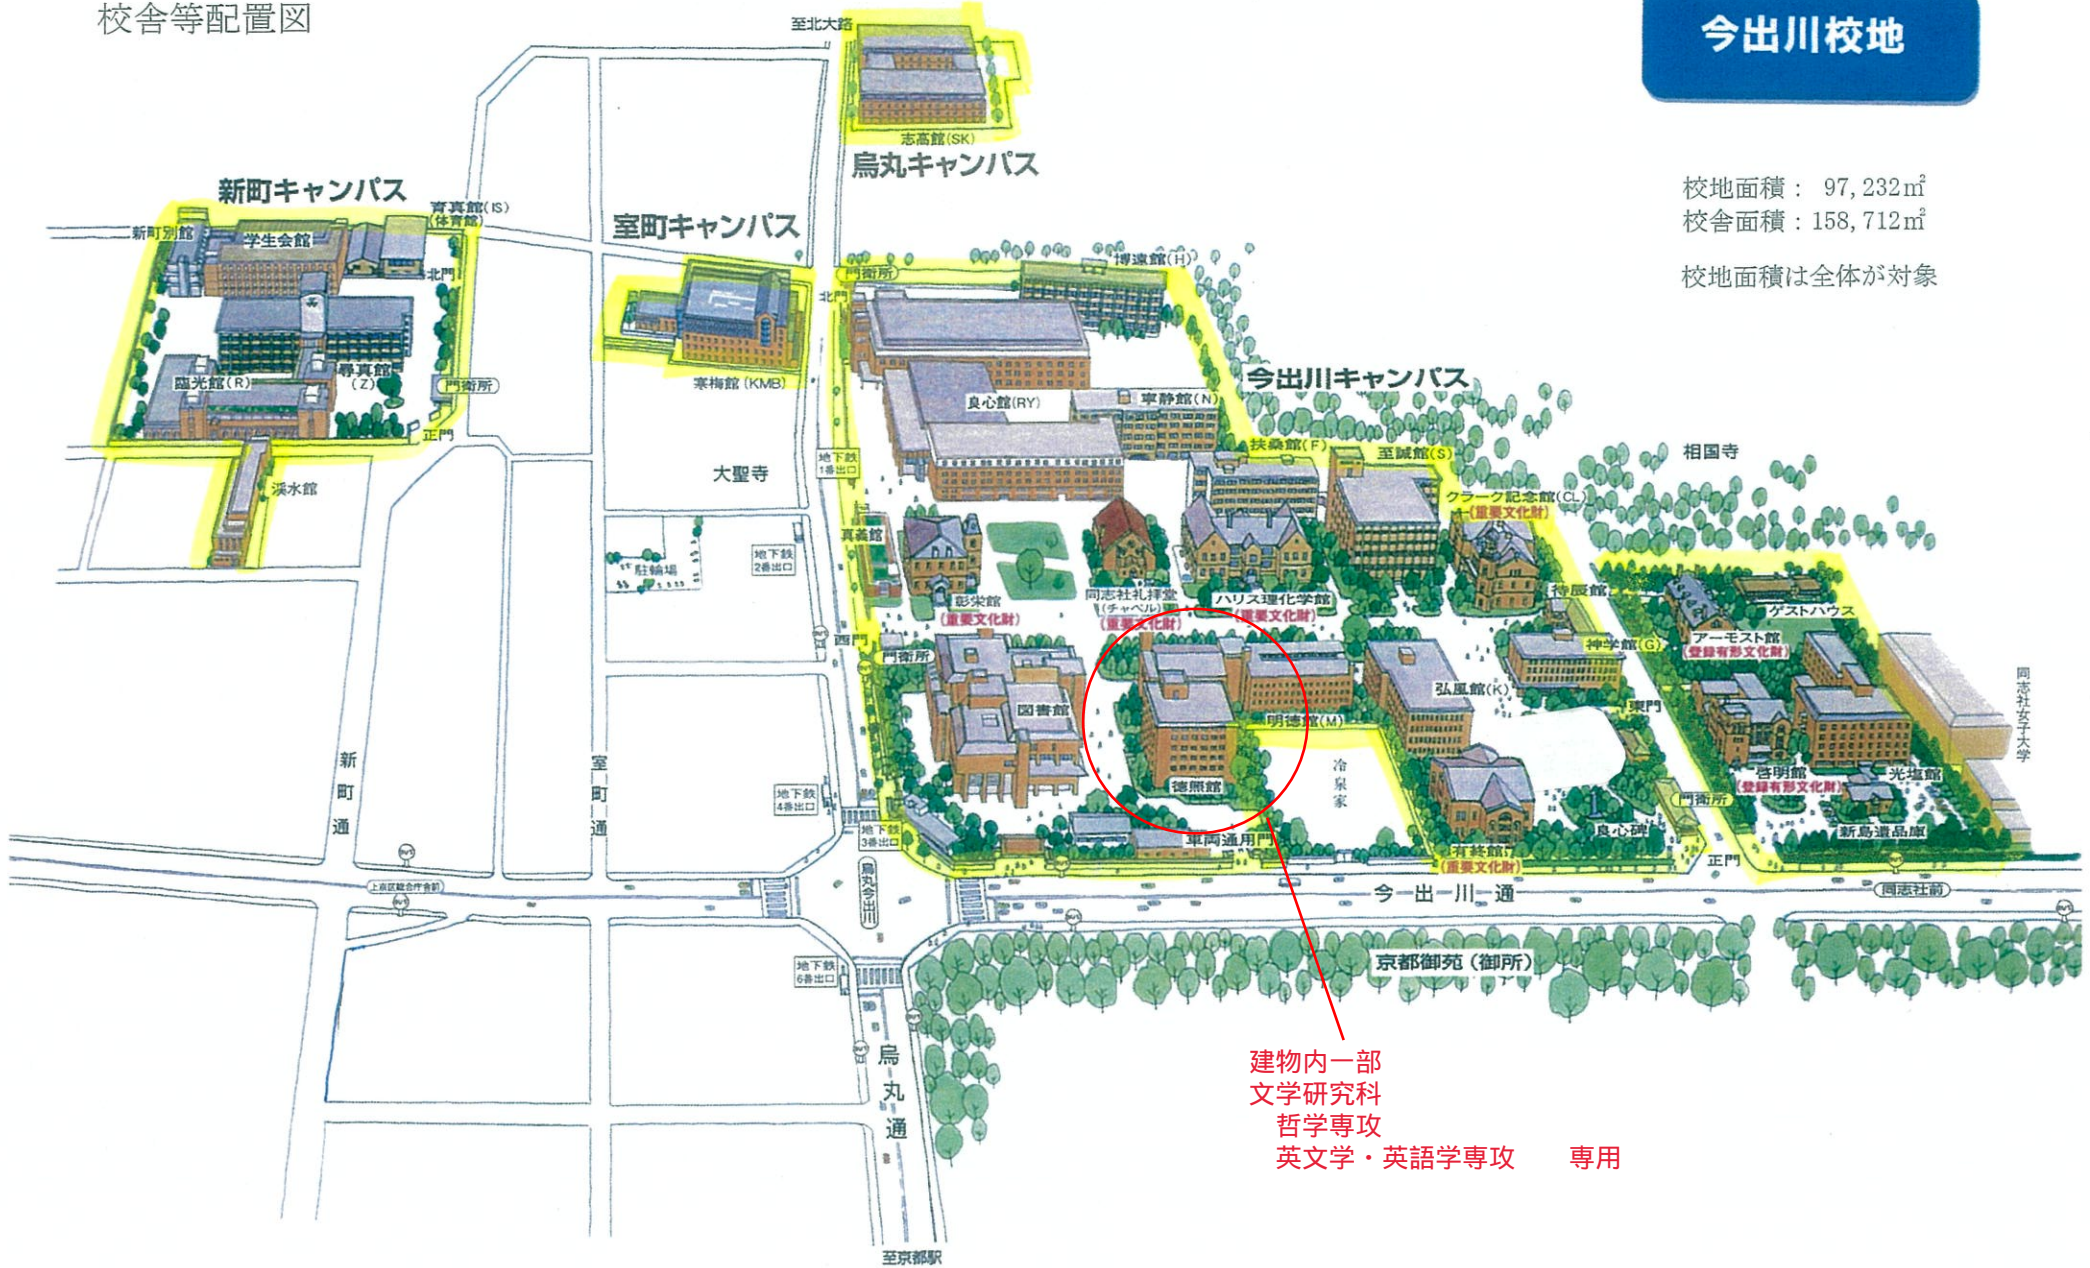 校舎等配置図
今出川校地
校地面積： 97,232㎡
校舎面積：158,712㎡
校地面積は全体が対象
至北大路
志高館(SK)
烏丸キャンパス
新町キャンパス
育真館(IS)
(体育館)
新町別館
学生会館
北門
臨光館(R)
尋真館
(Z)
門衛所
正門
渓水館
室町キャンパス
寒梅館(KMB)
門衛所
北門
博遠館(H)
今出川キャンパス
良心館(RY)
寧静館(N)
扶桑館(F)
至誠館(S)
クラーク記念館(CL)
(重要文化財)
相国寺
大聖寺
地下鉄
1番出口
地下鉄
2番出口
駐輪場
真義館
彰栄館
(重要文化財)
同志社礼拝堂
(チャペル)
(重要文化財)
ハリス理化学館
(重要文化財)
待辰館
神学館(G)
ゲストハウス
アーモスト館
(登録有形文化財)
同志社女子大学
西門
門衛所
図書館
明徳館(M)
弘風館(K)
東門
徳照館
冷泉家
啓明館
(登録有形文化財)
光塩館
新島遺品庫
門衛所
良心碑
有終館
(重要文化財)
正門
車両通用門
地下鉄
4番出口
地下鉄
3番出口
新町通
室町通
上京区総合庁舎前
烏丸今出川
今出川通
同志社前
地下鉄
6番出口
京都御苑(御所)
烏丸通
至京都駅
建物内一部
文学研究科
哲学専攻
英文学・英語学専攻 専用